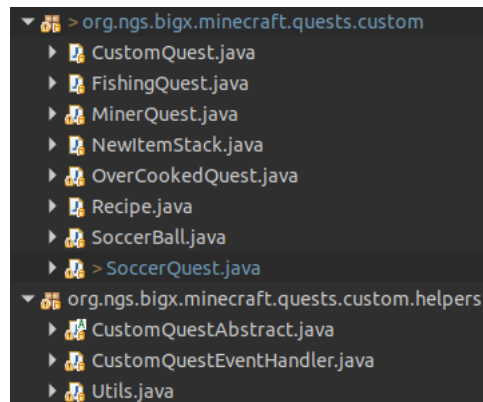 > org.ngs.bigx.minecraft.quests.custom
CustomQuest.java
FishingQuest.java
MinerQuest.java
NewItemStack.java
OverCookedQuest.java
Recipe.java
SoccerBall.java
> SoccerQuest.java
org.ngs.bigx.minecraft.quests.custom.helpers
CustomQuestAbstract.java
CustomQuestEventHandler.java
Utils.java